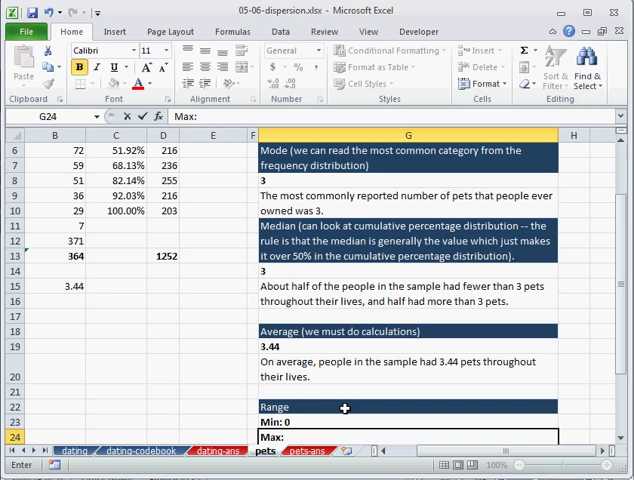 05-06-dispersion.xlsx - Microsoft Excel
File Home Insert Page Layout Formulas Data Review View Developer
Calibri 11 General Conditional Formatting Insert Σ
Paste B I U A A $ % , Format as Table Delete Sort & Find &
A Cell Styles Format Filter Select
Clipboard Font Alignment Number Styles Cells Editing
G24 fx Max:
B C D E F G H
6 72 51.92% 216 Mode (we can read the most common category from the
7 59 68.13% 236 frequency distribution)
8 51 82.14% 255 3
9 36 92.03% 216 The most commonly reported number of pets that people ever
10 29 100.00% 203 owned was 3.
11 7 Median (can look at cumulative percentage distribution -- the
12 371 rule is that the median is generally the value which just makes
13 364 1252 it over 50% in the cumulative percentage distribution).
14 3
15 3.44 About half of the people in the sample had fewer than 3 pets
throughout their lives, and half had more than 3 pets.
18 Average (we must do calculations)
19 3.44
On average, people in the sample had 3.44 pets throughout
20 their lives.
21
22 Range
23 Min: 0
24 Max:
dating dating-codebook dating-ans pets pets-ans
Enter 100%